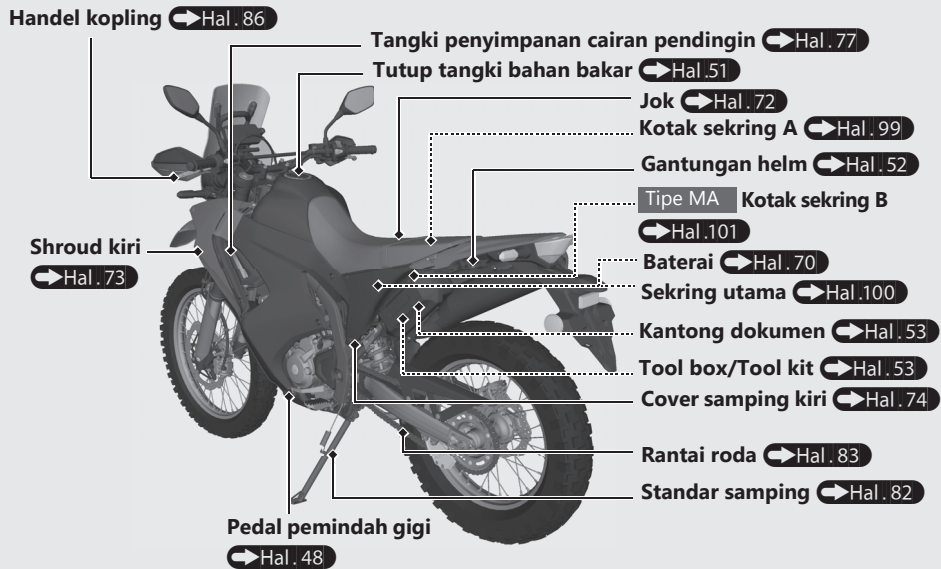 Handel kopling Hal. 86
Tangki penyimpanan cairan pendingin Hal. 77
Tutup tangki bahan bakar Hal. 51
Jok Hal. 72
Kotak sekring A Hal. 99
Gantungan helm Hal. 52
Tipe MA Kotak sekring B
Hal. 101
Shroud kiri
Hal. 73
Baterai Hal. 70
Sekring utama Hal. 100
Kantong dokumen Hal. 53
Tool box/Tool kit Hal. 53
Cover samping kiri Hal. 74
Rantai roda Hal. 83
Standar samping Hal. 82
Pedal pemindah gigi
Hal. 48